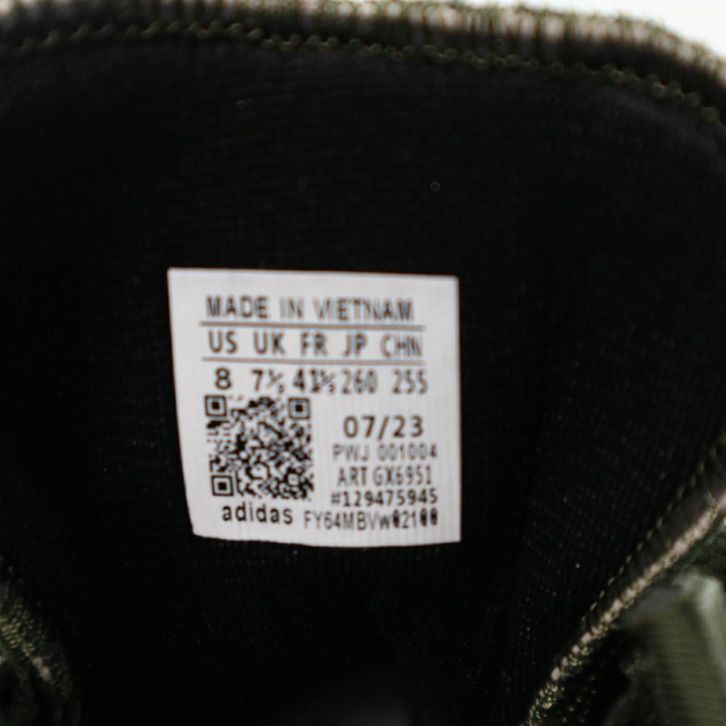 MADE IN VIETNAM
US UK FR JP CHN
8 7½ 41⅓ 260 255
07/23
PWJ 001004
ART GX6951
#129475945
adidas